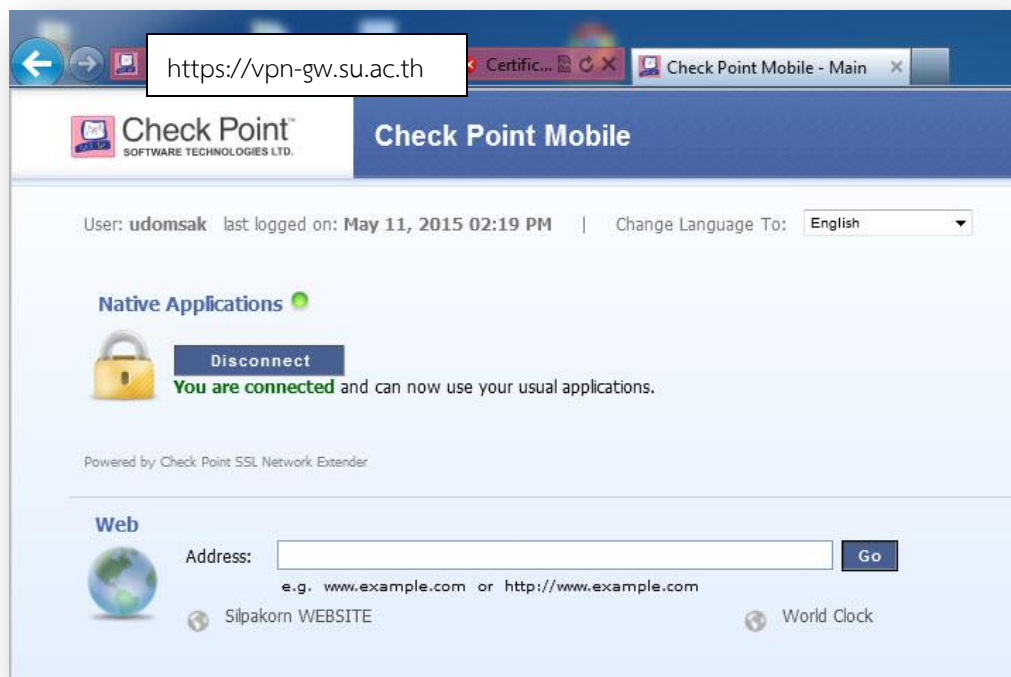 https://vpn-gw.su.ac.th
Certific...
Check Point Mobile - Main
Check Point™
SOFTWARE TECHNOLOGIES LTD.
Check Point Mobile
User: udomsak last logged on: May 11, 2015 02:19 PM | Change Language To: English
Native Applications
Disconnect
You are connected and can now use your usual applications.
Powered by Check Point SSL Network Extender
Web
Address: Go
e.g. www.example.com or http://www.example.com
Silpakorn WEBSITE World Clock